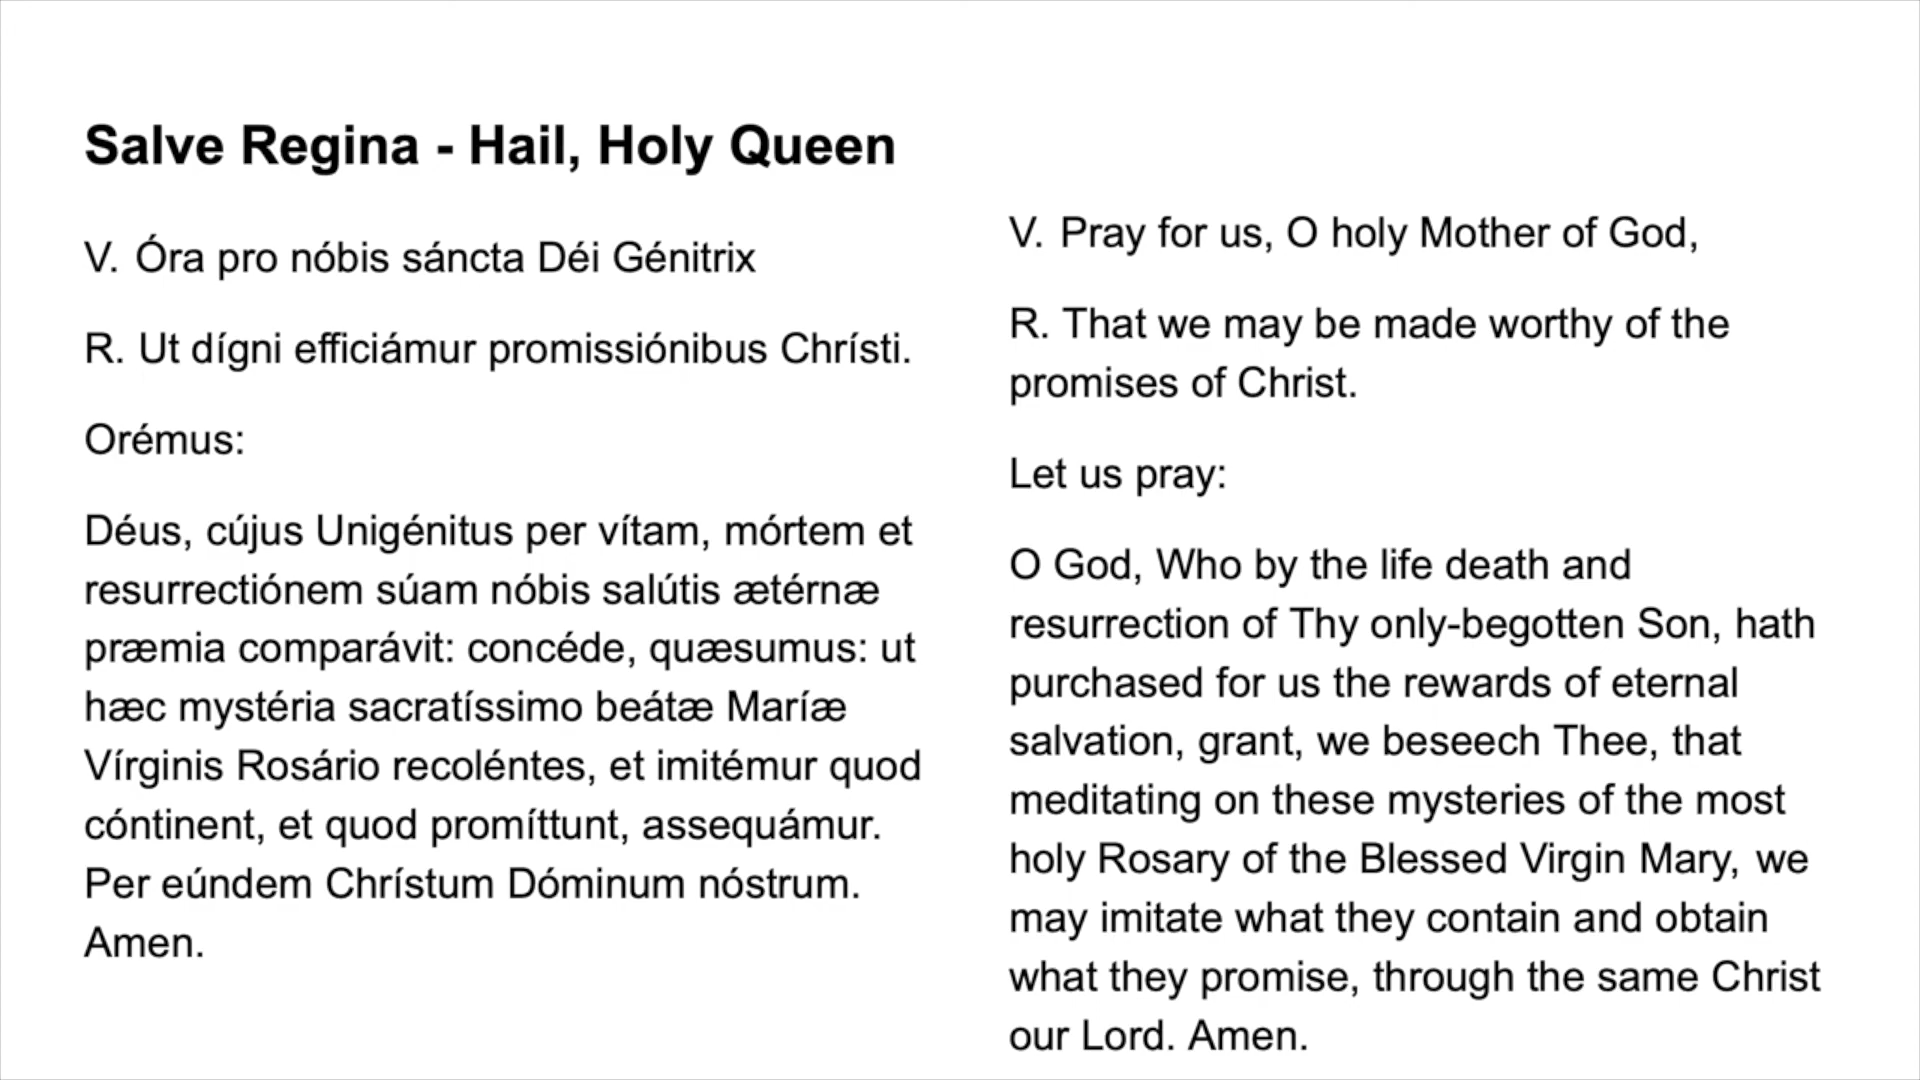 Salve Regina - Hail, Holy Queen
V. Óra pro nóbis sáncta Déi Génitrix
R. Ut dígni efficiámur promissiónibus Chrísti.
Orémus:
Déus, cújus Unigénitus per vítam, mórtem et
resurrectiónem súam nóbis salútis ætérnæ
præmia comparávit: concéde, quæsumus: ut
hæc mystéria sacratíssimo beátæ Maríæ
Vírginis Rosário recoléntes, et imitémur quod
cóntinent, et quod promíttunt, assequámur.
Per eúndem Chrístum Dóminum nóstrum.
Amen.
V. Pray for us, O holy Mother of God,
R. That we may be made worthy of the
promises of Christ.
Let us pray:
O God, Who by the life death and
resurrection of Thy only-begotten Son, hath
purchased for us the rewards of eternal
salvation, grant, we beseech Thee, that
meditating on these mysteries of the most
holy Rosary of the Blessed Virgin Mary, we
may imitate what they contain and obtain
what they promise, through the same Christ
our Lord. Amen.